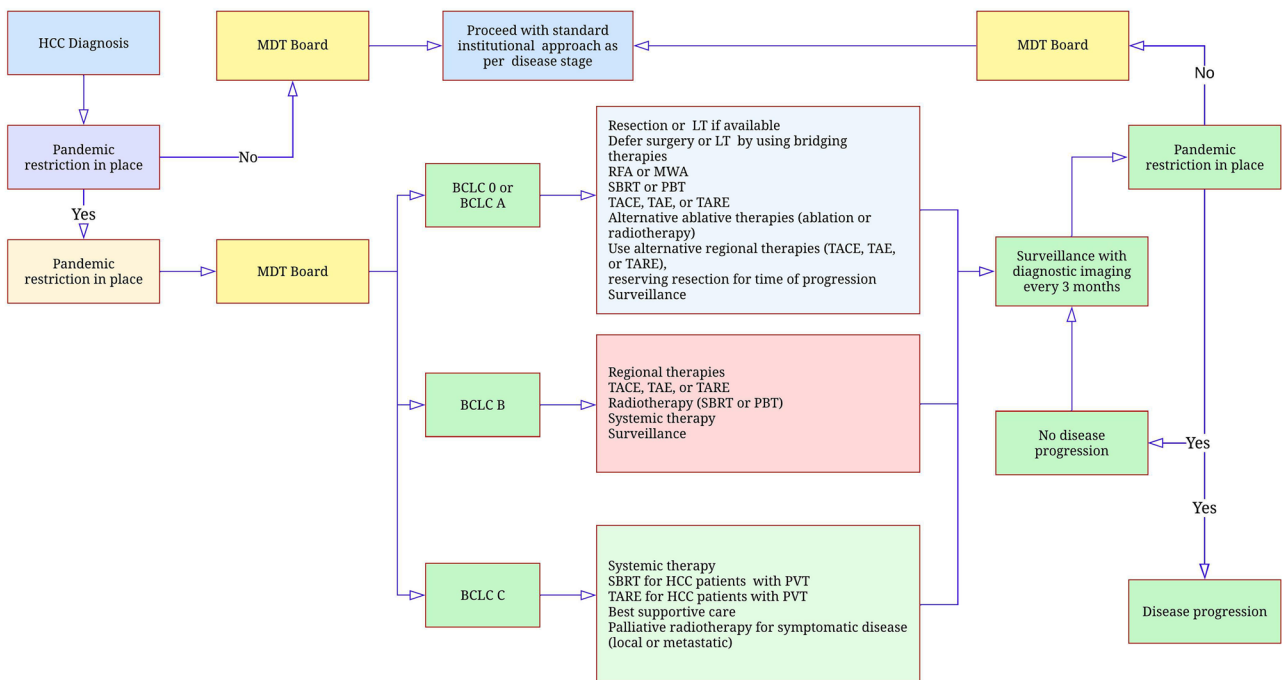 HCC Diagnosis
MDT Board
Proceed with standard
institutional approach as
per disease stage
MDT Board
No
Pandemic
restriction in place
No
Yes
Pandemic
restriction in place
MDT Board
BCLC 0 or
BCLC A
Resection or LT if available
Defer surgery or LT by using bridging
therapies
RFA or MWA
SBRT or PBT
TACE, TAE, or TARE
Alternative ablative therapies (ablation or
radiotherapy)
Use alternative regional therapies (TACE, TAE,
or TARE),
reserving resection for time of progression
Surveillance
Pandemic
restriction in place
Surveillance with
diagnostic imaging
every 3 months
BCLC B
Regional therapies
TACE, TAE, or TARE
Radiotherapy (SBRT or PBT)
Systemic therapy
Surveillance
No disease
progression
Yes
Yes
BCLC C
Systemic therapy
SBRT for HCC patients with PVT
TARE for HCC patients with PVT
Best supportive care
Palliative radiotherapy for symptomatic disease
(local or metastatic)
Disease progression